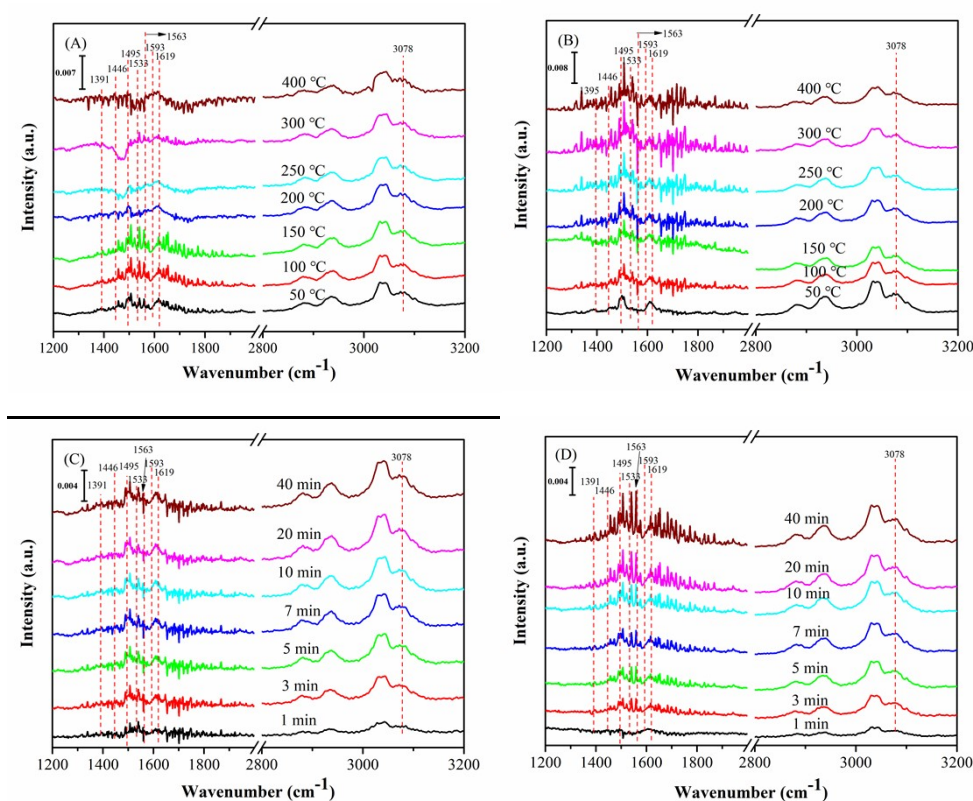 (A)
1563
1495
1593
1446
1533
1619
1391
3078
0.007
400 ℃
300 ℃
250 ℃
200 ℃
150 ℃
100 ℃
50 ℃
Intensity (a.u.)
1200 1400 1600 1800 2800 3000 3200
Wavenumber (cm-1)
(B)
1563
1495
1593
1446
1533
1619
1395
3078
0.008
400 ℃
300 ℃
250 ℃
200 ℃
150 ℃
100 ℃
50 ℃
Intensity (a.u.)
1200 1400 1600 1800 2000 2800 3000 3200
Wavenumber (cm-1)
(C)
1563
1446
1495
1593
1533
1619
1391
3078
0.004
40 min
20 min
10 min
7 min
5 min
3 min
1 min
Intensity (a.u.)
1200 1400 1600 1800 2800 3000 3200
Wavenumber (cm-1)
(D)
1563
1495
1593
1446
1533
1619
1391
3078
0.004
40 min
20 min
10 min
7 min
5 min
3 min
1 min
Intensity (a.u.)
1200 1400 1600 1800 2000 2800 3000 3200
Wavenumber (cm-1)